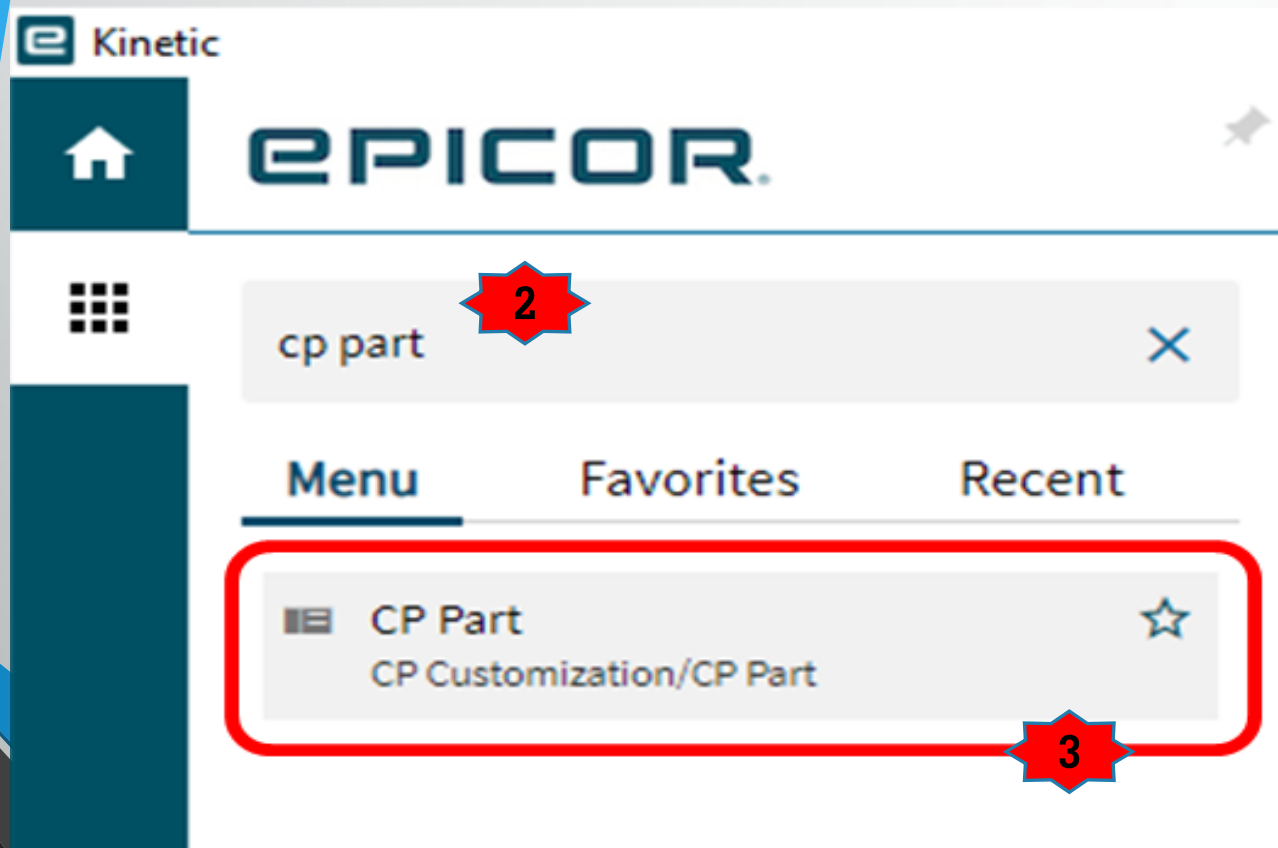 Kinetic
EPICOR.
2
cp part
Menu Favorites Recent
CP Part
CP Customization/CP Part
3